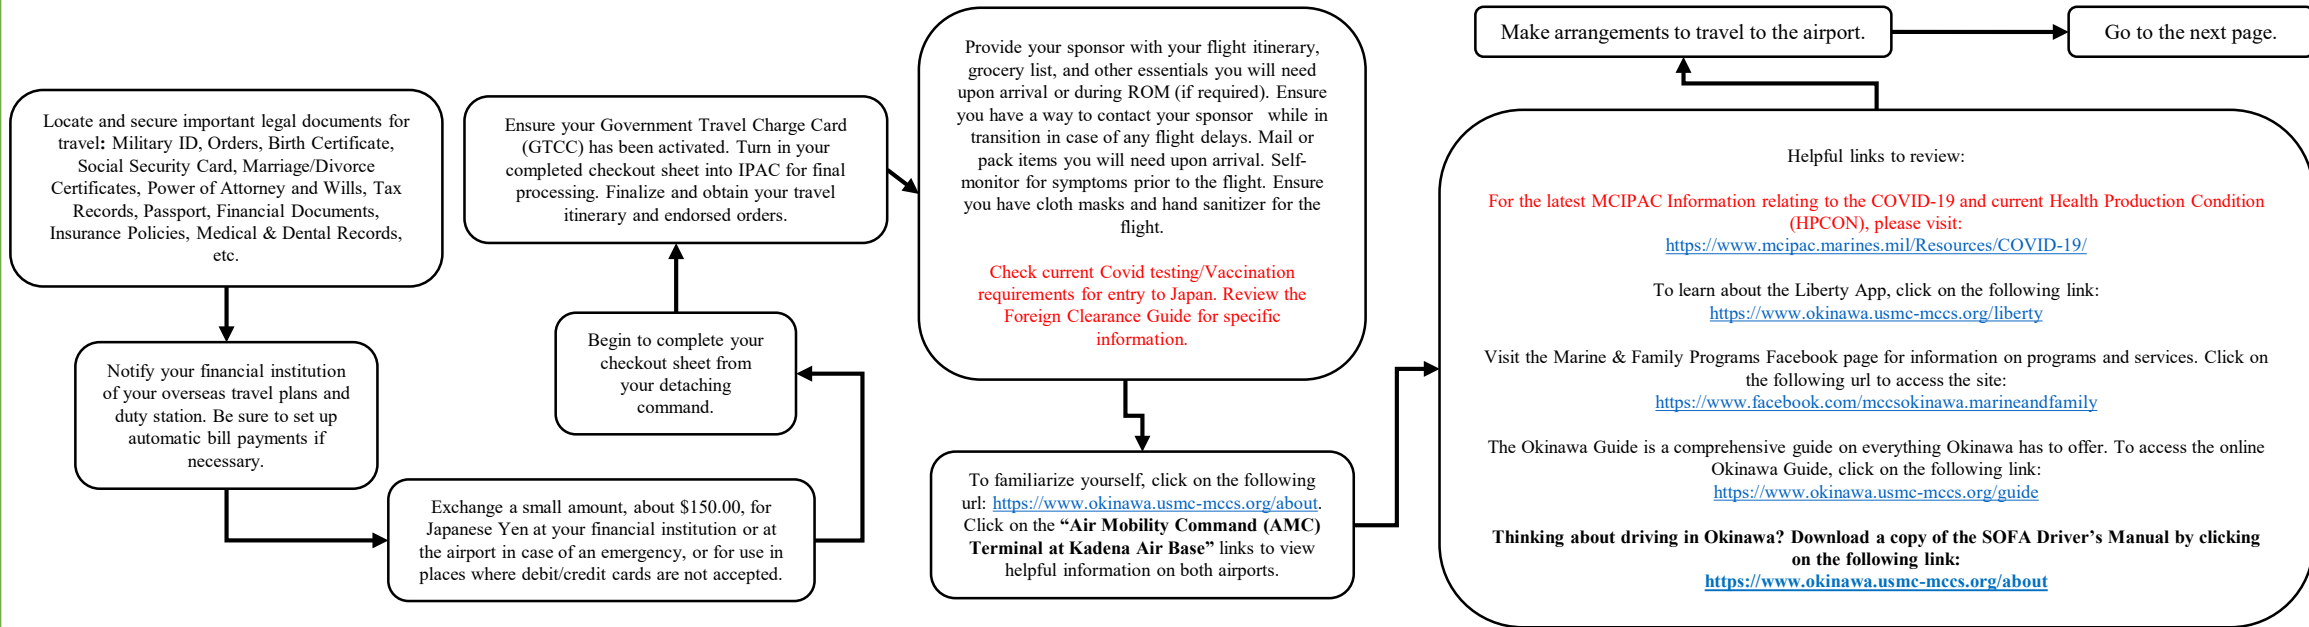 Locate and secure important legal documents for
travel: Military ID, Orders, Birth Certificate,
Social Security Card, Marriage/Divorce
Certificates, Power of Attorney and Wills, Tax
Records, Passport, Financial Documents,
Insurance Policies, Medical & Dental Records,
etc.
Notify your financial institution
of your overseas travel plans and
duty station. Be sure to set up
automatic bill payments if
necessary.
Exchange a small amount, about $150.00, for
Japanese Yen at your financial institution or at
the airport in case of an emergency, or for use in
places where debit/credit cards are not accepted.
Begin to complete your
checkout sheet from
your detaching
command.
Ensure your Government Travel Charge Card
(GTCC) has been activated. Turn in your
completed checkout sheet into IPAC for final
processing. Finalize and obtain your travel
itinerary and endorsed orders.
Provide your sponsor with your flight itinerary,
grocery list, and other essentials you will need
upon arrival or during ROM (if required). Ensure
you have a way to contact your sponsor while in
transition in case of any flight delays. Mail or
pack items you will need upon arrival. Self-
monitor for symptoms prior to the flight. Ensure
you have cloth masks and hand sanitizer for the
flight.
Check current Covid testing/Vaccination
requirements for entry to Japan. Review the
Foreign Clearance Guide for specific
information.
To familiarize yourself, click on the following
url: https://www.okinawa.usmc-mccs.org/about.
Click on the “Air Mobility Command (AMC)
Terminal at Kadena Air Base” links to view
helpful information on both airports.
Helpful links to review:
For the latest MCIPAC Information relating to the COVID-19 and current Health Production Condition
(HPCON), please visit:
https://www.mcipac.marines.mil/Resources/COVID-19/
To learn about the Liberty App, click on the following link:
https://www.okinawa.usmc-mccs.org/liberty
Visit the Marine & Family Programs Facebook page for information on programs and services. Click on
the following url to access the site:
https://www.facebook.com/mccsokinawa.marineandfamily
The Okinawa Guide is a comprehensive guide on everything Okinawa has to offer. To access the online
Okinawa Guide, click on the following link:
https://www.okinawa.usmc-mccs.org/guide
Thinking about driving in Okinawa? Download a copy of the SOFA Driver’s Manual by clicking
on the following link:
https://www.okinawa.usmc-mccs.org/about
Make arrangements to travel to the airport.
Go to the next page.